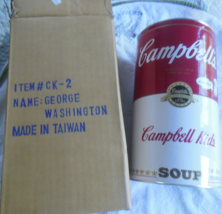 ITEM#CK-2
NAME:GEORGE
WASHINGTON
MADE IN TAIWAN
Campbell's
Campbell Kids
SOUP